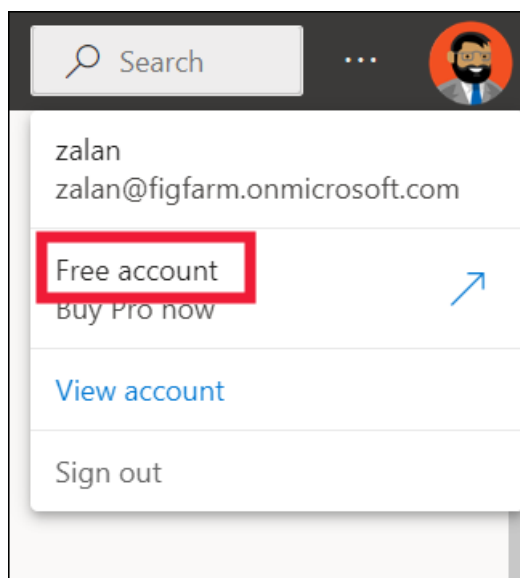 Search
...
zalan
zalan@figfarm.onmicrosoft.com
Free account
Buy Pro now
View account
Sign out